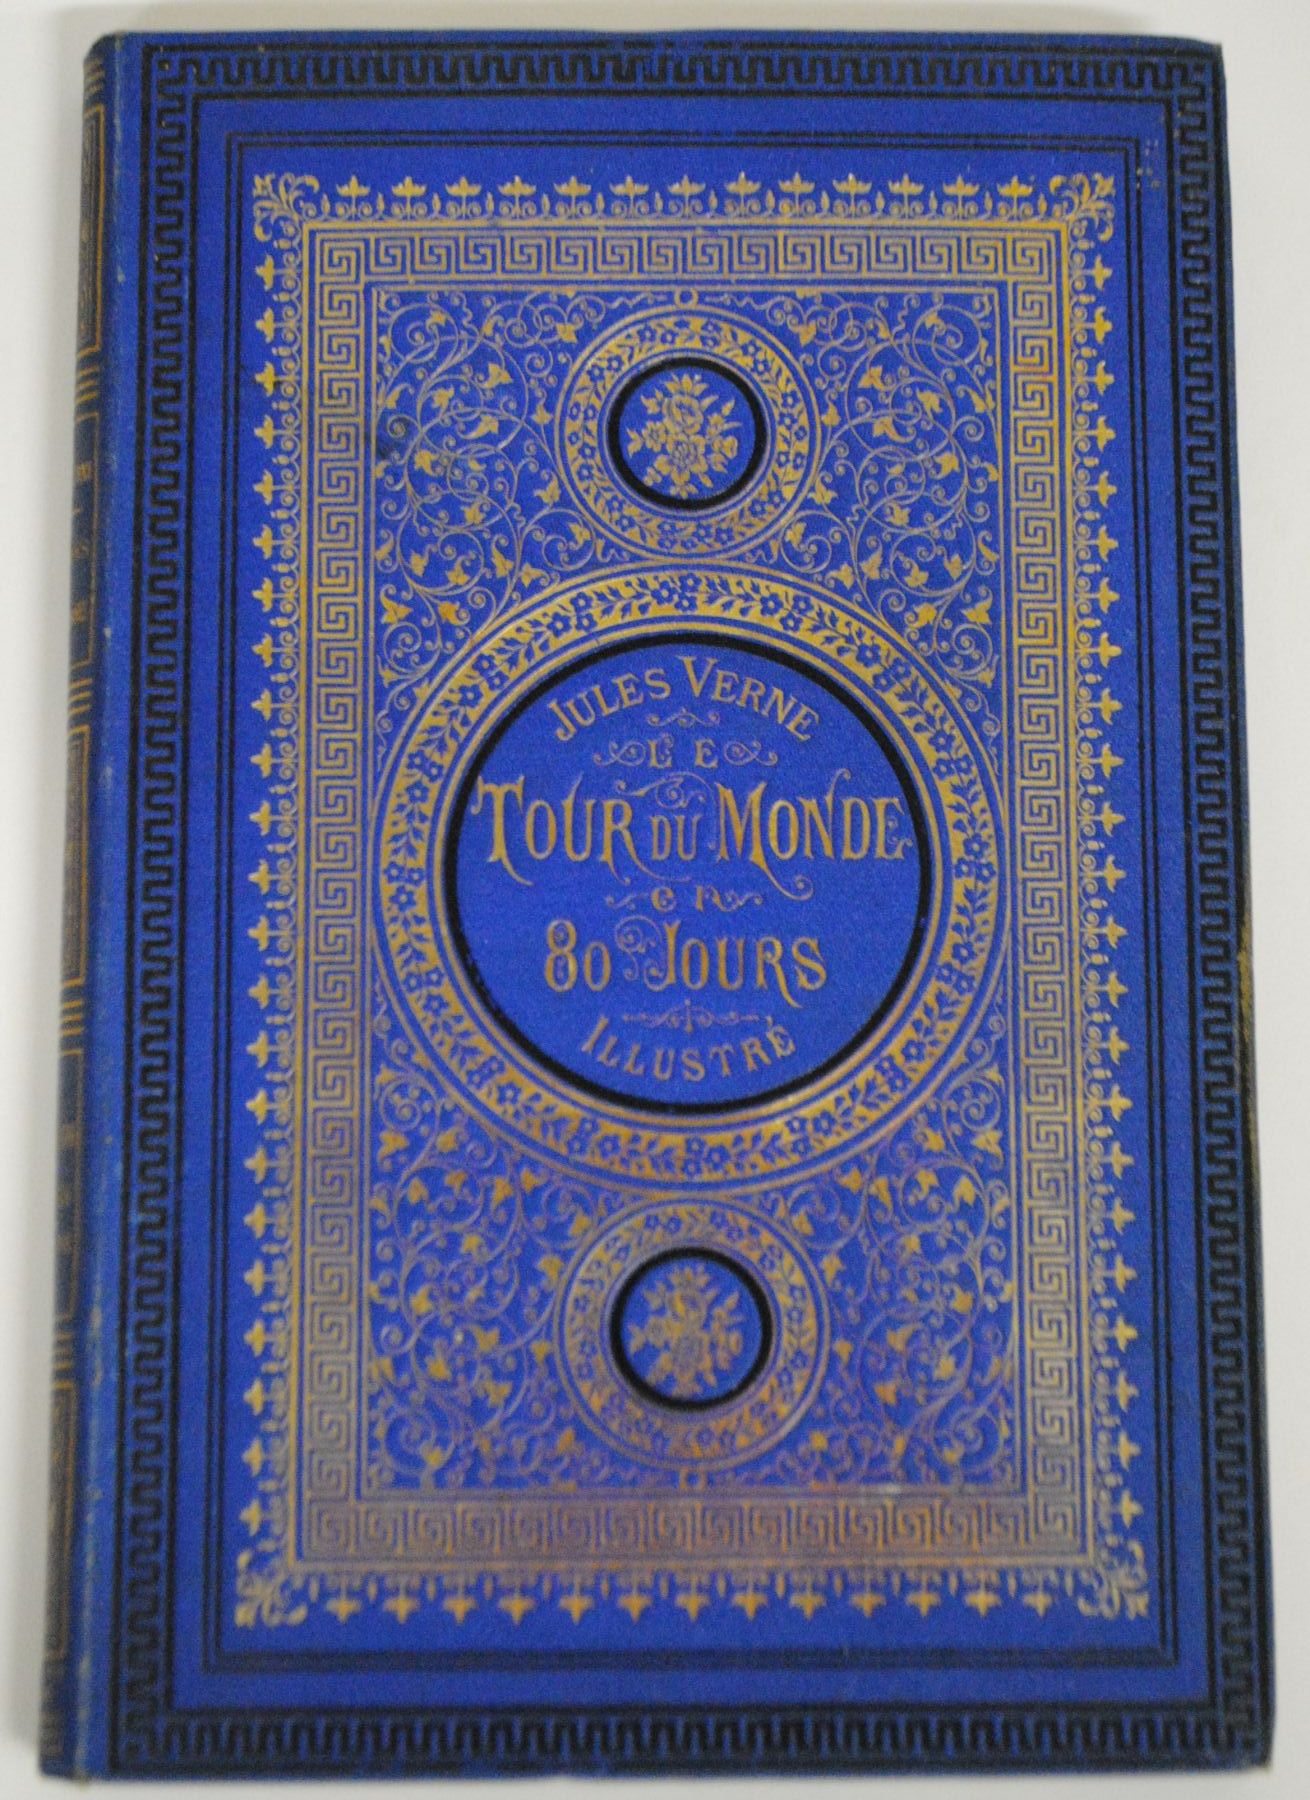 JULES VERNE
LE
TOUR DU MONDE
EN
80 JOURS
ILLUSTRÉ